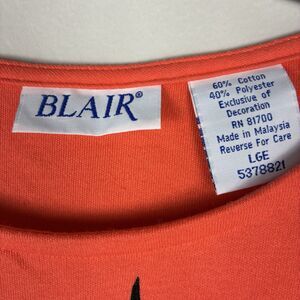 BLAIR®
60% Cotton
40% Polyester
Exclusive of
Decoration
RN 81700
Made in Malaysia
Reverse For Care
LGE
5378821